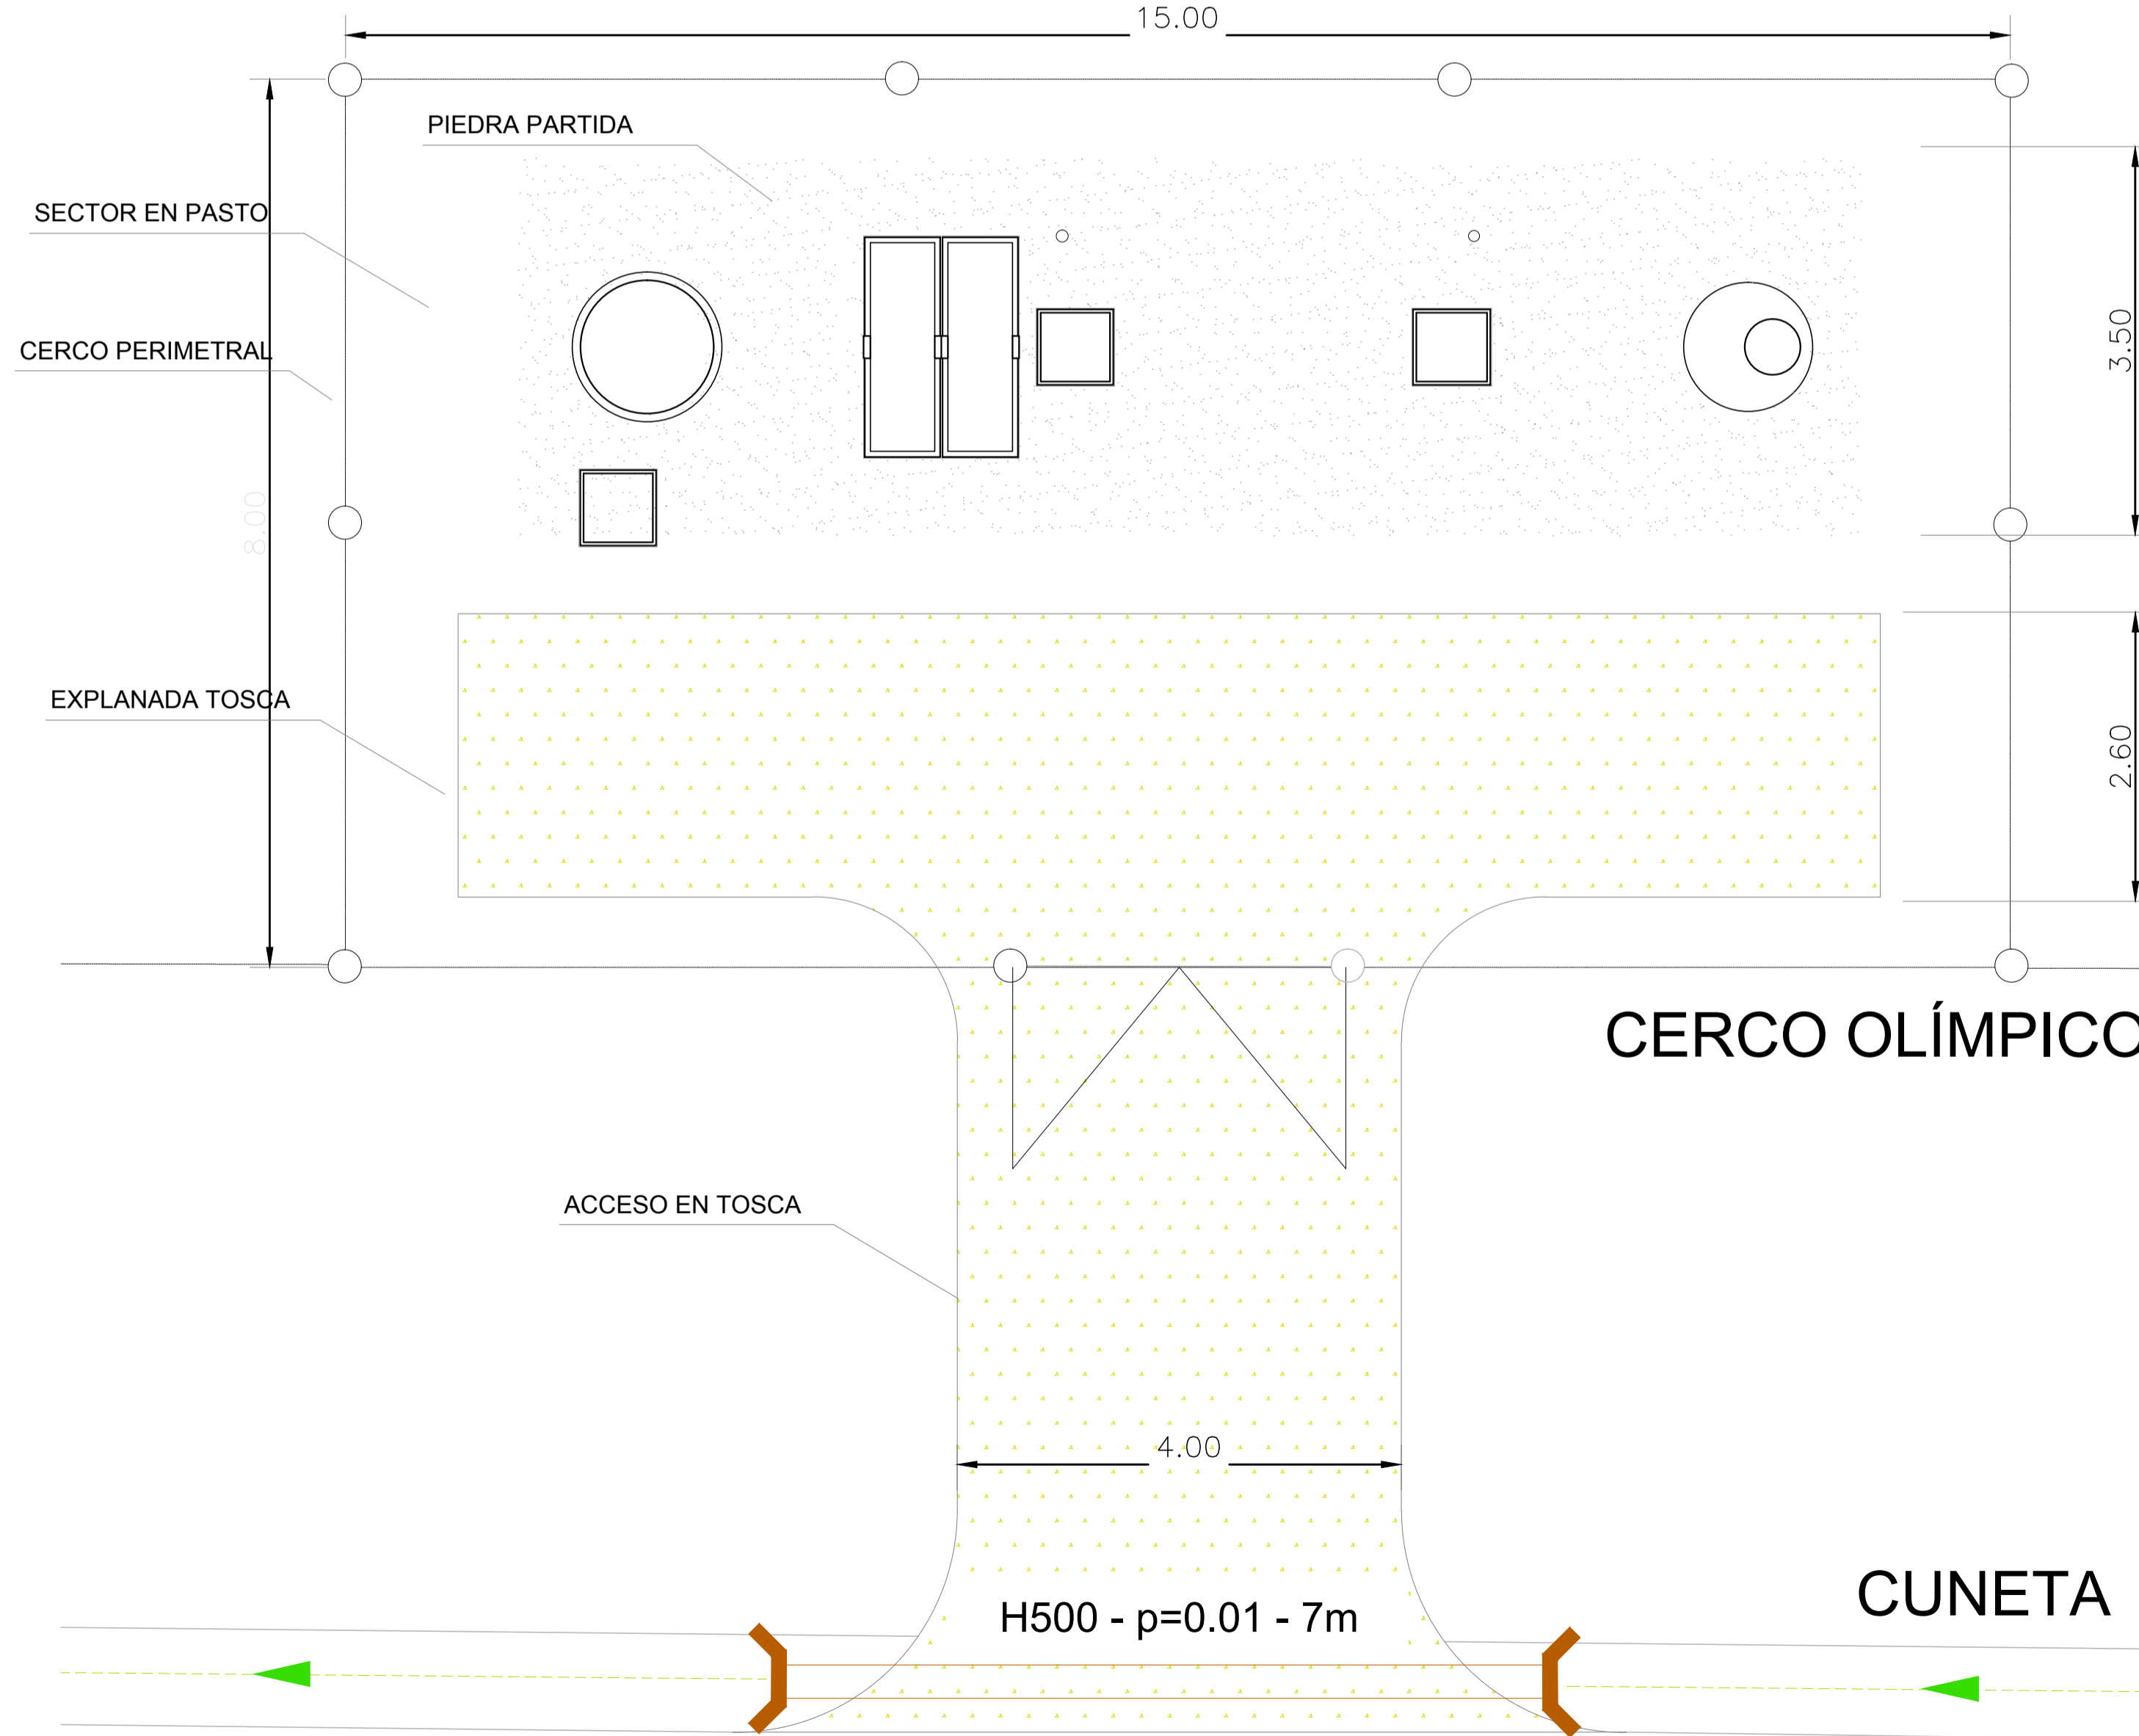 15.00
PIEDRA PARTIDA
SECTOR EN PASTO
CERCO PERIMETRAL
3.50
8.00
EXPLANADA TOSCA
2.60
CERCO OLÍMPICO
ACCESO EN TOSCA
4.00
CUNETA
H500 - p=0.01 - 7m